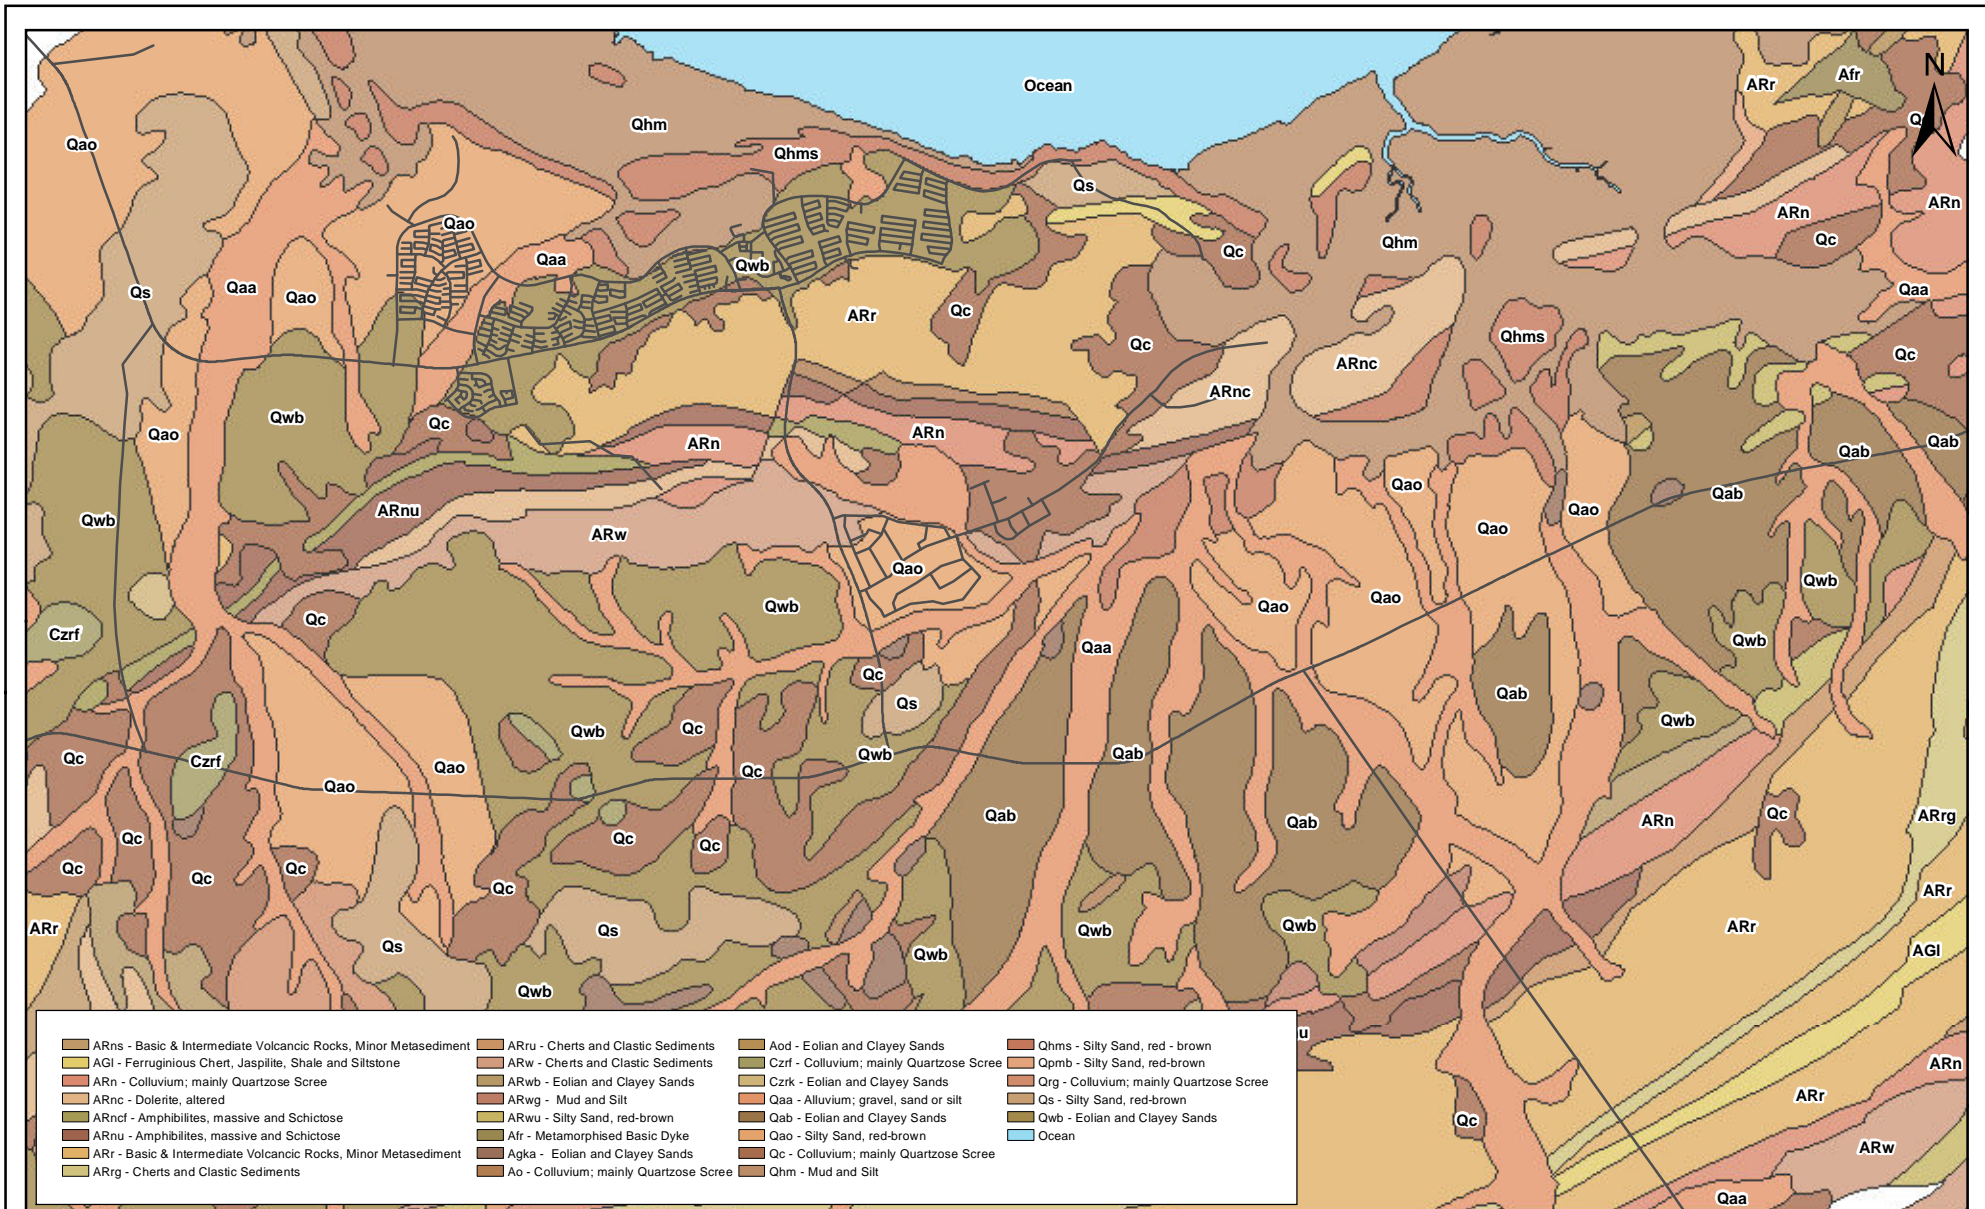 Ocean
N
ARr
Afr
Qao
Qhm
Qhms
Qs
ARn
ARn
Qao
Qc
Qhm
Qc
Qaa
Qwb
Qs
Qaa
Qao
Qaa
ARr
Qc
Qc
Qhms
Qc
ARnc
ARnc
Qwb
Qc
Qao
ARn
ARn
Qab
Qab
Qao
Qab
ARnu
Qwb
ARw
Qao
Qao
Qao
Qwb
Qwb
Qao
Qao
Czrf
Qc
Qaa
Qwb
Qc
Qs
Qab
Qwb
Qwb
Qc
Qc
Czrf
Qao
Qao
Qc
Qwb
Qab
Qc
Qc
Qc
Qc
Qc
Qc
Qc
Qc
Qab
Qab
ARn
Qc
ARrg
ARr
Qs
Qs
Qwb
Qwb
Qwb
Qwb
ARr
ARr
AGl
u
ARn
ARr
Qc
ARw
Qaa
ARns - Basic & Intermediate Volvancic Rocks, Minor Metasediment
AGl - Ferruginious Chert, Jaspilite, Shale and Siltstone
ARn - Colluvium; mainly Quartzose Scree
ARnc - Dolerite, altered
ARncf - Amphibilites, massive and Schictose
ARnu - Amphibilites, massive and Schictose
ARr - Basic & Intermediate Volvancic Rocks, Minor Metasediment
ARrg - Cherts and Clastic Sediments
ARru - Cherts and Clastic Sediments
ARw - Cherts and Clastic Sediments
ARwb - Eolian and Clayey Sands
ARwg - Mud and Silt
ARwu - Silty Sand, red-brown
Afr - Metamorphised Basic Dyke
Agka - Eolian and Clayey Sands
Ao - Colluvium; mainly Quartzose Scree
Aod - Eolian and Clayey Sands
Czrf - Colluvium; mainly Quartzose Scree
Czrk - Eolian and Clayey Sands
Qaa - Alluvium; gravel, sand or silt
Qab - Eolian and Clayey Sands
Qao - Silty Sand, red-brown
Qc - Colluvium; mainly Quartzose Scree
Qhm - Mud and Silt
Qhms - Silty Sand, red - brown
Qpmb - Silty Sand, red-brown
Qrg - Colluvium; mainly Quartzose Scree
Qs - Silty Sand, red-brown
Qwb - Eolian and Clayey Sands
Ocean